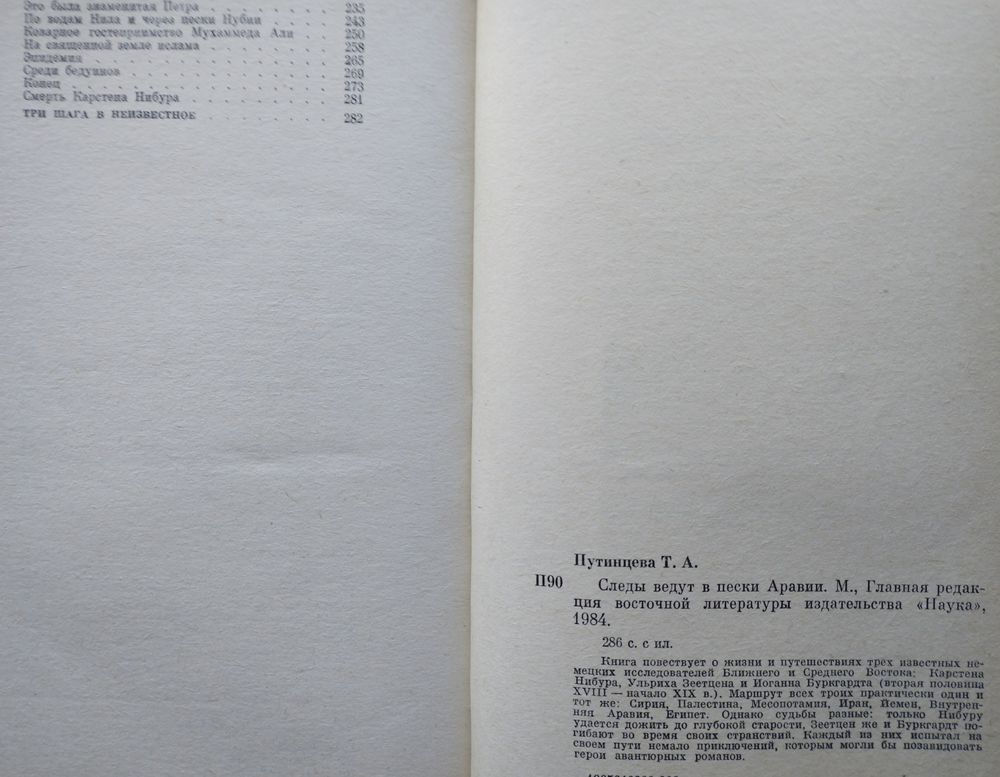 Это была знаменитая Петра . . . . . . . . . . 235
По водам Нила и через пески Нубии . . . . . 243
Коварное гостеприимство Мухаммеда Али . . . 250
На священной земле ислама . . . . . . . . . . 258
Эпидемия . . . . . . . . . . . . . . . . . . . 265
Среди бедуинов . . . . . . . . . . . . . . . . 269
Конец . . . . . . . . . . . . . . . . . . . . 273
Смерть Карстена Нибура . . . . . . . . . . . 281
ТРИ ШАГА В НЕИЗВЕСТНОЕ . . . . . . . . . 282
Путинцева Т. А.
П90 Следы ведут в пески Аравии. М., Главная редак-
ция восточной литературы издательства «Наука»,
1984.
286 с. с ил.
Книга повествует о жизни и путешествиях трех известных не-
мецких исследователей Ближнего и Среднего Востока: Карстена
Нибура, Ульриха Зеетцена и Иоганна Буркгардта (вторая половина
XVIII — начало XIX в.). Маршрут всех троих практически один и
тот же: Сирия, Палестина, Месопотамия, Иран, Йемен, Внутрен-
няя Аравия, Египет. Однако судьбы разные: только Нибуру
удается дожить до глубокой старости, Зеетцен же и Буркгардт по-
гибают во время своих странствий. Каждый из них испытал на
своем пути немало приключений, которым могли бы позавидовать
герои авантюрных романов.